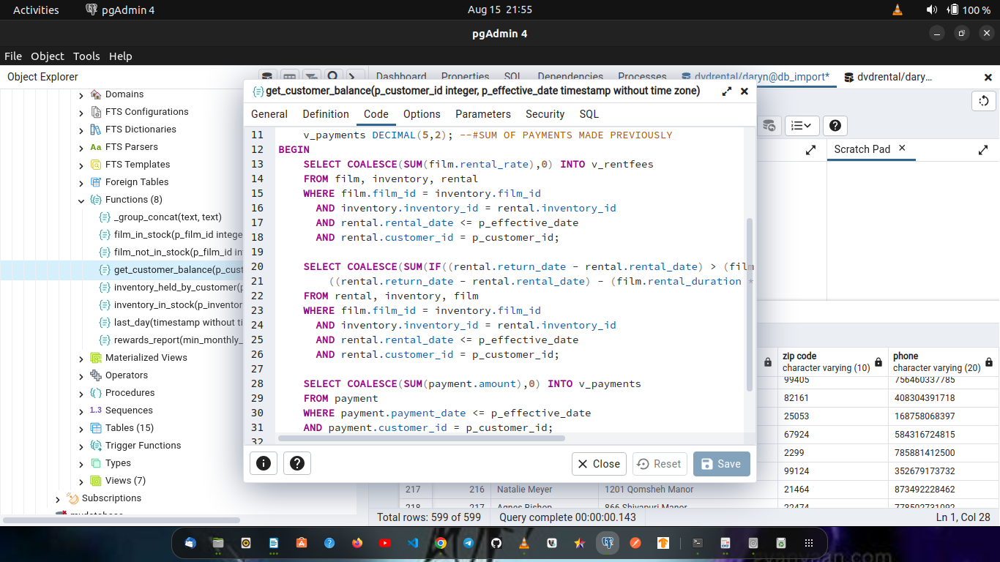 Activities
pgAdmin 4
Aug 15 21:55
100 %
pgAdmin 4
File Object Tools Help
Object Explorer
Dashboard Properties SQL Dependencies Processes dvdrental/daryn@db_import* dvdrental/dary...
get_customer_balance(p_customer_id integer, p_effective_date timestamp without time zone)
General Definition Code Options Parameters Security SQL
Domains
FTS Configurations
FTS Dictionaries
Aa FTS Parsers
FTS Templates
Foreign Tables
Functions (8)
_group_concat(text, text)
film_in_stock(p_film_id intege
film_not_in_stock(p_film_id in
get_customer_balance(p_cust
inventory_held_by_customer(p
inventory_in_stock(p_inventor
last_day(timestamp without ti
rewards_report(min_monthly_
Materialized Views
Operators
Procedures
1.3 Sequences
Tables (15)
Trigger Functions
Types
Views (7)
Subscriptions
11 v_payments DECIMAL(5,2); --#SUM OF PAYMENTS MADE PREVIOUSLY
12 BEGIN
13 SELECT COALESCE(SUM(film.rental_rate),0) INTO v_rentfees
14 FROM film, inventory, rental
15 WHERE film.film_id = inventory.film_id
16 AND inventory.inventory_id = rental.inventory_id
17 AND rental.rental_date <= p_effective_date
18 AND rental.customer_id = p_customer_id;
19
20 SELECT COALESCE(SUM(IF((rental.return_date - rental.rental_date) > (film
21 ((rental.return_date - rental.rental_date) - (film.rental_duration *
22 FROM rental, inventory, film
23 WHERE film.film_id = inventory.film_id
24 AND inventory.inventory_id = rental.inventory_id
25 AND rental.rental_date <= p_effective_date
26 AND rental.customer_id = p_customer_id;
27
28 SELECT COALESCE(SUM(payment.amount),0) INTO v_payments
29 FROM payment
30 WHERE payment.payment_date <= p_effective_date
31 AND payment.customer_id = p_customer_id;
32
Close Reset Save
Scratch Pad
zip code phone
character varying (10) character varying (20)
99405 756460337785
82161 408304391718
25053 168758068397
67924 584316724815
2299 785881412500
99124 352679173732
217 216 Natalie Meyer 1201 Qomsheh Manor 21464 873492228462
218 217 Agnes Bishop 866 Shivapuri Manor 22474 778502731092
Total rows: 599 of 599 Query complete 00:00:00.143 Ln 1, Col 28